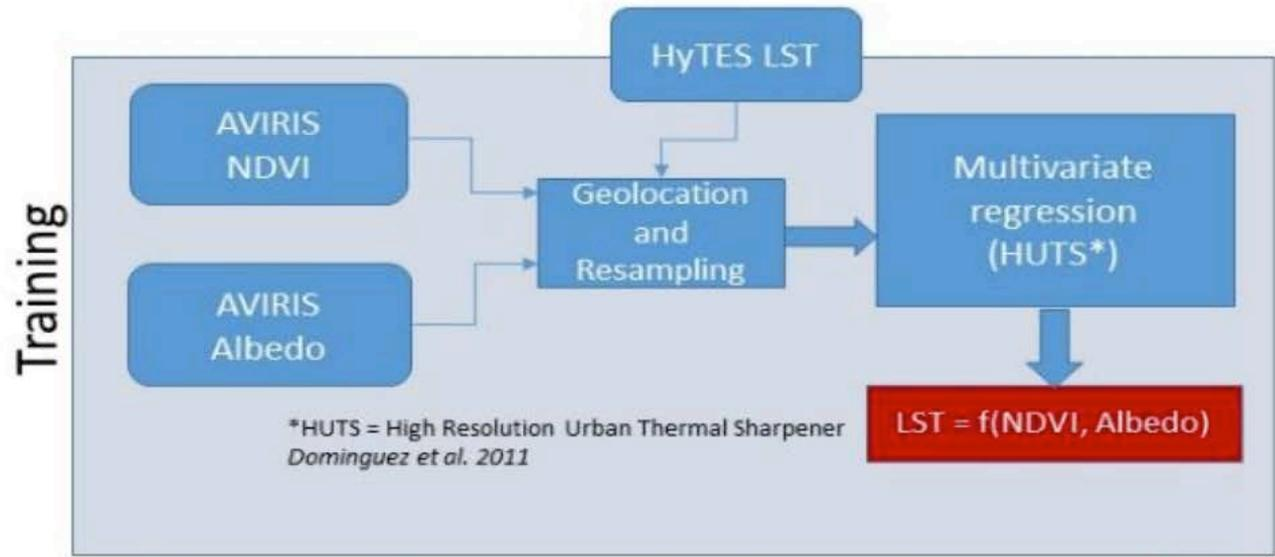 Training
HyTES LST
AVIRIS
NDVI
AVIRIS
Albedo
Geolocation
and
Resampling
Multivariate
regression
(HUTS*)
LST = f(NDVI, Albedo)
*HUTS = High Resolution Urban Thermal Sharpener
Dominguez et al. 2011